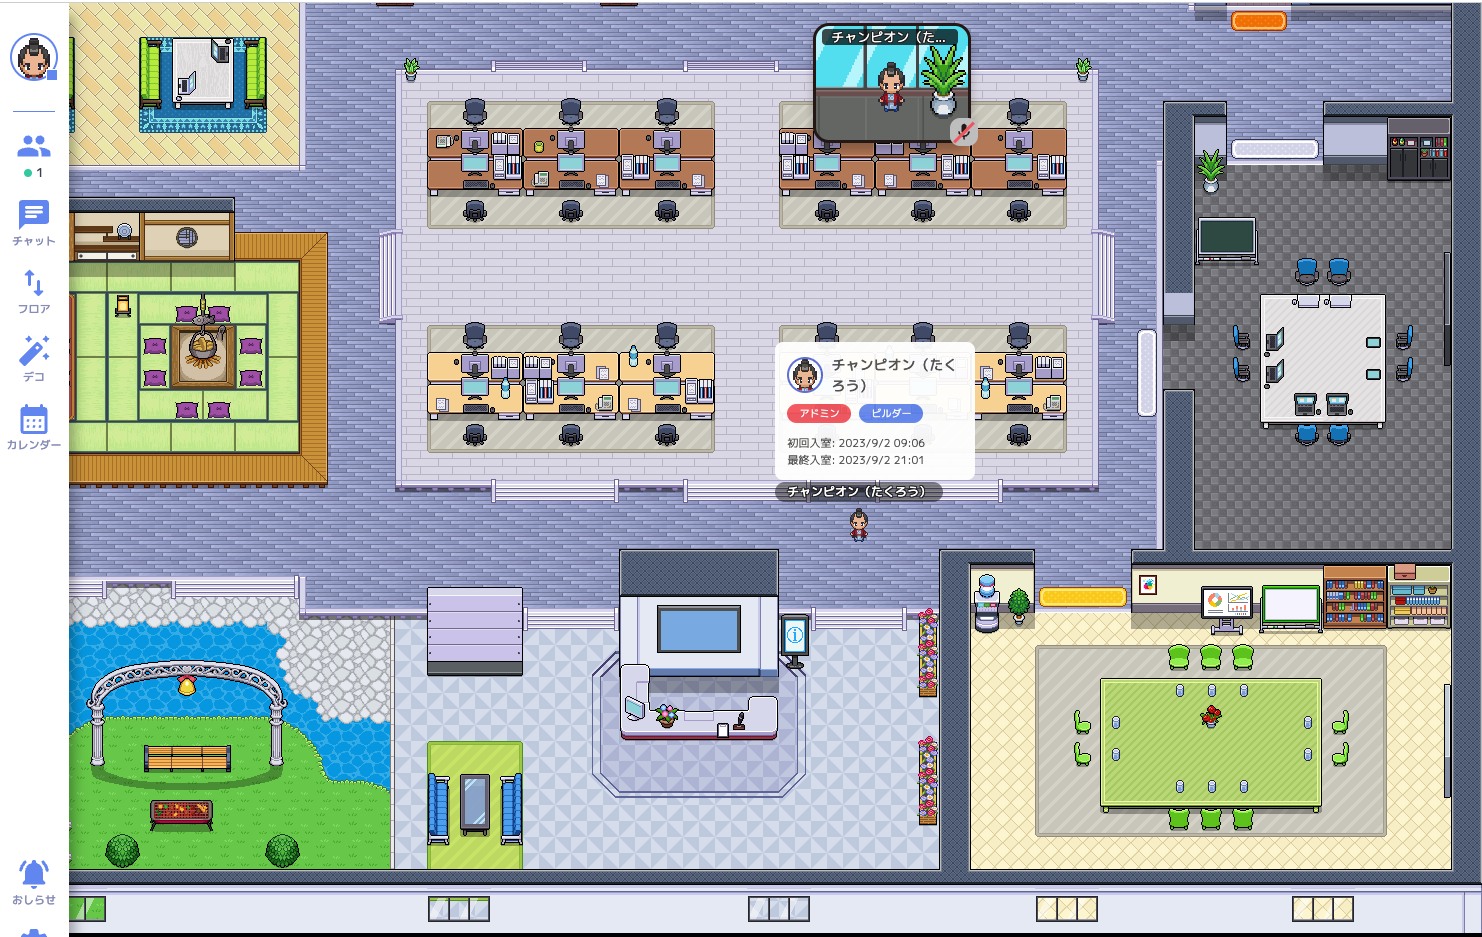 チャンピオン（た...
1
チャット
フロア
デコ
カレンダー
チャンピオン（たく
ろう）
アドミン
ビルダー
初回入室: 2023/9/2 09:06
最終入室: 2023/9/2 21:01
チャンピオン（たくろう）
おしらせ